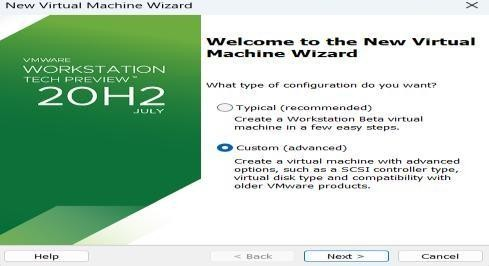 New Virtual Machine Wizard
VMWARE
WORKSTATION
TECH PREVIEW™
20H2
JULY
Welcome to the New Virtual
Machine Wizard
What type of configuration do you want?
Typical (recommended)
Create a Workstation Beta virtual
machine in a few easy steps.
Custom (advanced)
Create a virtual machine with advanced
options, such as a SCSI controller type,
virtual disk type and compatibility with
older VMware products.
Help
< Back
Next >
Cancel